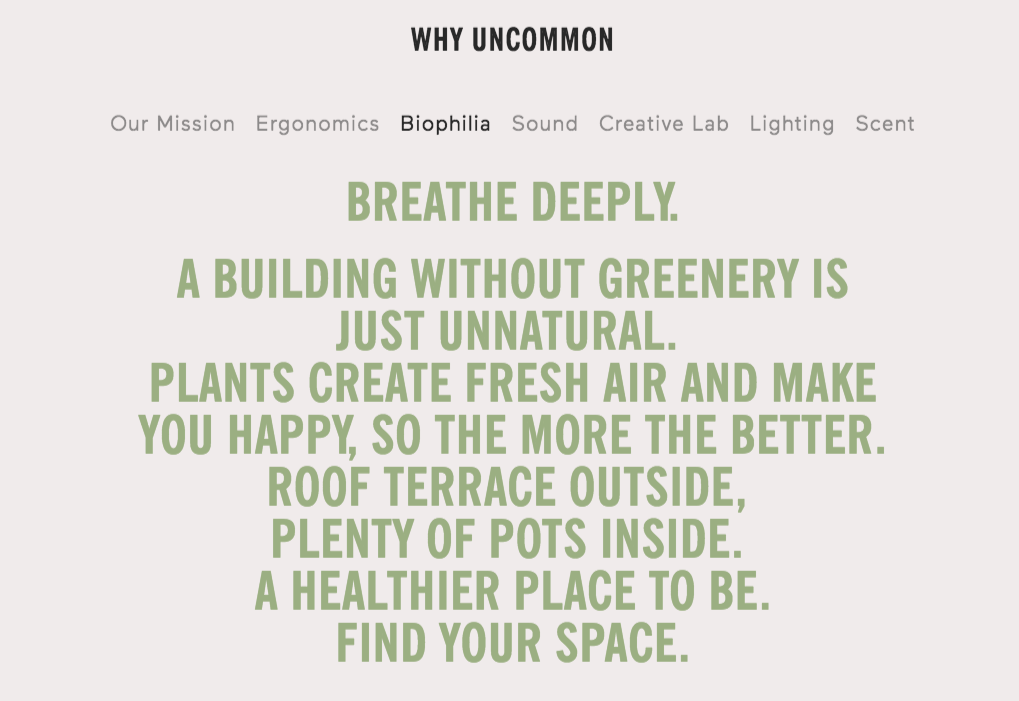 WHY UNCOMMON
Our Mission Ergonomics Biophilia Sound Creative Lab Lighting Scent
BREATHE DEEPLY.
A BUILDING WITHOUT GREENERY IS
JUST UNNATURAL.
PLANTS CREATE FRESH AIR AND MAKE
YOU HAPPY, SO THE MORE THE BETTER.
ROOF TERRACE OUTSIDE,
PLENTY OF POTS INSIDE.
A HEALTHIER PLACE TO BE.
FIND YOUR SPACE.